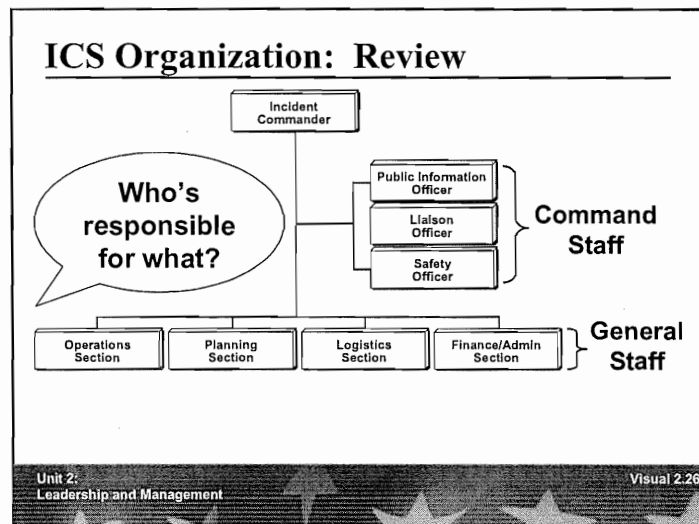 ICS Organization: Review
Incident
Commander
Public Information
Officer
Liaison
Officer
Safety
Officer
Command
Staff
Who's
responsible
for what?
Operations
Section
Planning
Section
Logistics
Section
Finance/Admin
Section
General
Staff
Unit 2:
Leadership and Management
Visual 2.26